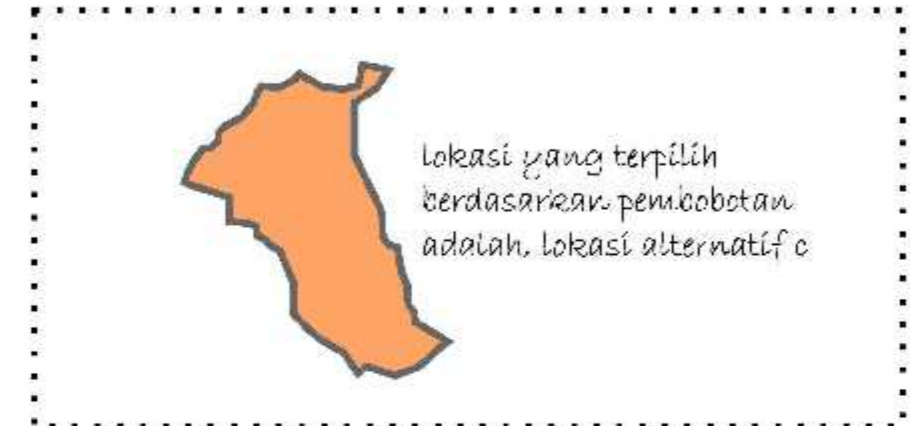 lokasi yang terpilih
berdasarkan pembobotan
adalah, lokasi alternatif c